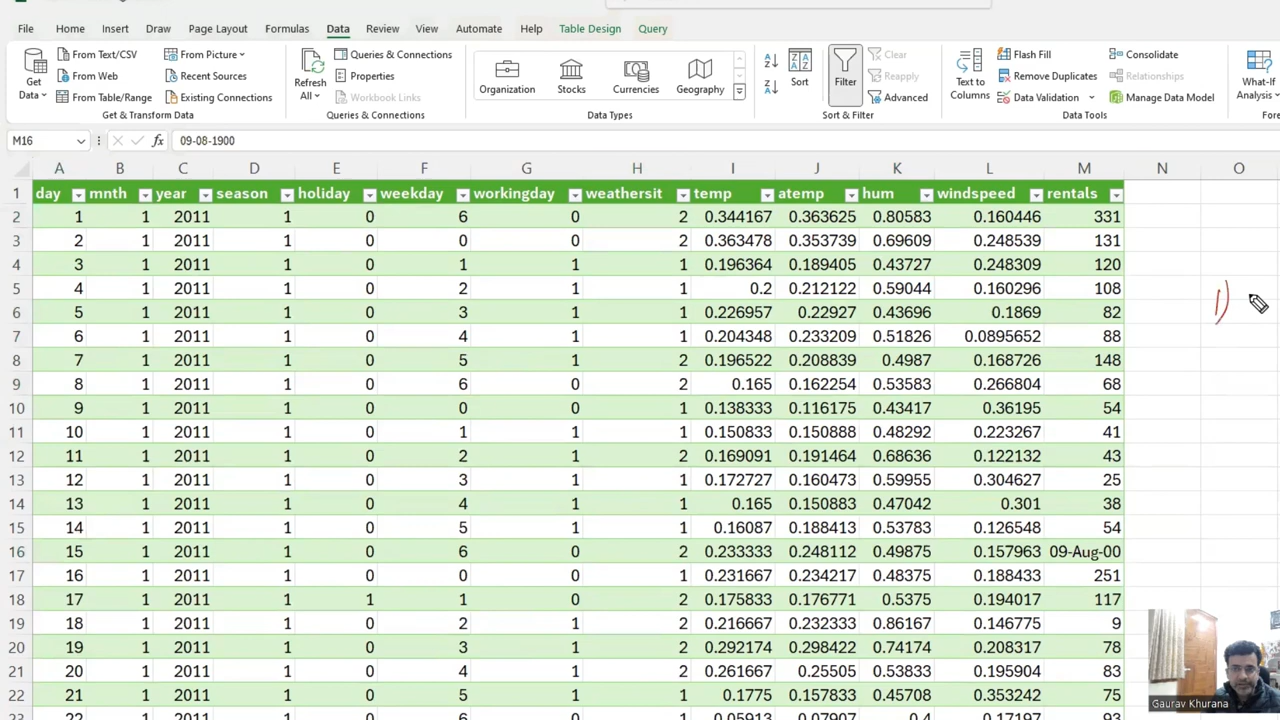 File Home Insert Draw Page Layout Formulas Data Review View Automate Help Table Design Query
Get Data
From Text/CSV
From Web
From Table/Range
From Picture
Recent Sources
Existing Connections
Get & Transform Data
Refresh All
Queries & Connections
Properties
Workbook Links
Queries & Connections
Organization Stocks Currencies Geography
Data Types
Sort
Filter
Clear
Reapply
Advanced
Sort & Filter
Text to Columns
Flash Fill
Remove Duplicates
Data Validation
Consolidate
Relationships
Manage Data Model
Data Tools
What-If Analysis
Fore
M16 fx 09-08-1900
A B C D E F G H I J K L M N O
1 day mnth year season holiday weekday workingday weathersit temp atemp hum windspeed rentals
2 1 1 2011 1 0 6 0 2 0.344167 0.363625 0.80583 0.160446 331
3 2 1 2011 1 0 0 0 2 0.363478 0.353739 0.69609 0.248539 131
4 3 1 2011 1 0 1 1 1 0.196364 0.189405 0.43727 0.248309 120
5 4 1 2011 1 0 2 1 1 0.2 0.212122 0.59044 0.160296 108
1)
6 5 1 2011 1 0 3 1 1 0.226957 0.22927 0.43696 0.1869 82
7 6 1 2011 1 0 4 1 1 0.204348 0.233209 0.51826 0.0895652 88
8 7 1 2011 1 0 5 1 2 0.196522 0.208839 0.4987 0.168726 148
9 8 1 2011 1 0 6 0 2 0.165 0.162254 0.53583 0.266804 68
10 9 1 2011 1 0 0 0 1 0.138333 0.116175 0.43417 0.36195 54
11 10 1 2011 1 0 1 1 1 0.150833 0.150888 0.48292 0.223267 41
12 11 1 2011 1 0 2 1 2 0.169091 0.191464 0.68636 0.122132 43
13 12 1 2011 1 0 3 1 1 0.172727 0.160473 0.59955 0.304627 25
14 13 1 2011 1 0 4 1 1 0.165 0.150883 0.47042 0.301 38
15 14 1 2011 1 0 5 1 1 0.16087 0.188413 0.53783 0.126548 54
16 15 1 2011 1 0 6 0 2 0.233333 0.248112 0.49875 0.157963 09-Aug-00
17 16 1 2011 1 0 0 0 1 0.231667 0.234217 0.48375 0.188433 251
18 17 1 2011 1 1 1 0 2 0.175833 0.176771 0.5375 0.194017 117
19 18 1 2011 1 0 2 1 2 0.216667 0.232333 0.86167 0.146775 9
20 19 1 2011 1 0 3 1 2 0.292174 0.298422 0.74174 0.208317 78
21 20 1 2011 1 0 4 1 2 0.261667 0.25505 0.53833 0.195904 83
22 21 1 2011 1 0 5 1 1 0.1775 0.157833 0.45708 0.353242 75
23 22 1 2011 1 0 6 0 1 0.05913 0.07907 0.4 0.17197 93
Gaurav Khurana